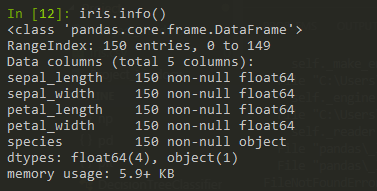 In [12]: iris.info()
<class 'pandas.core.frame.DataFrame'>
RangeIndex: 150 entries, 0 to 149
Data columns (total 5 columns):
sepal_length    150 non-null float64
sepal_width     150 non-null float64
petal_length    150 non-null float64
petal_width     150 non-null float64
species         150 non-null object
dtypes: float64(4), object(1)
memory usage: 5.9+ KB